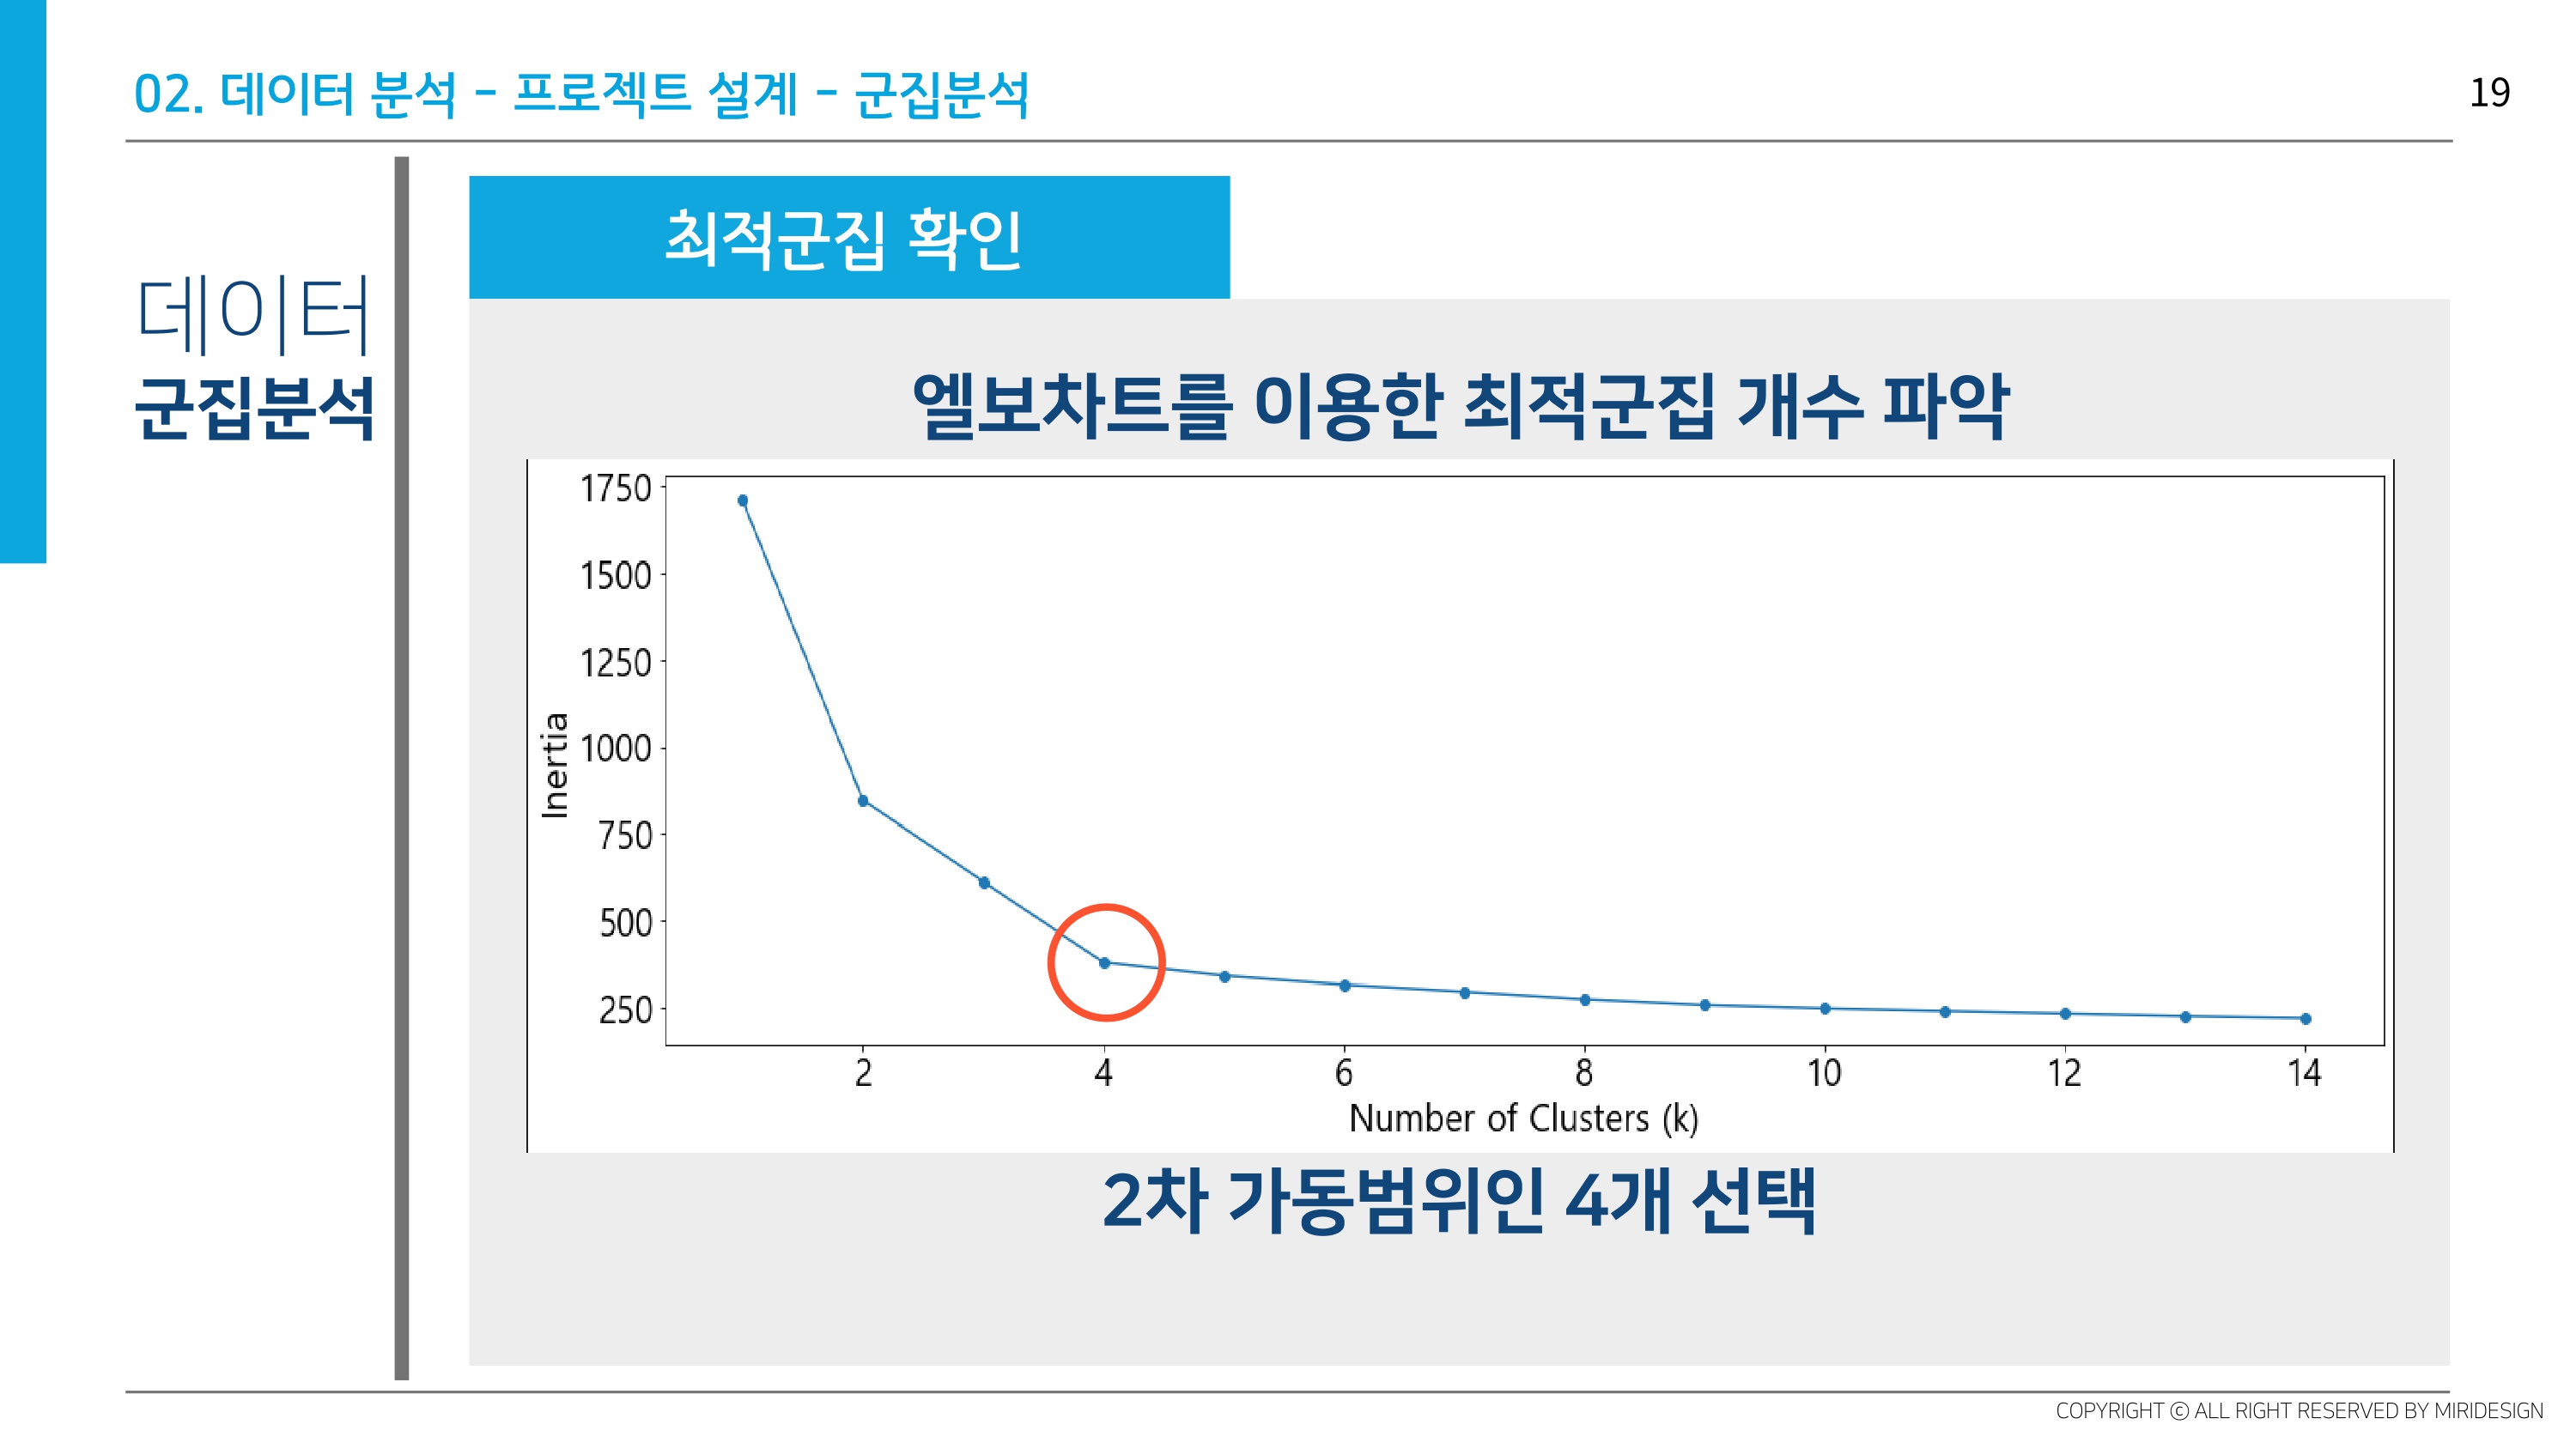 02. 데이터 분석 - 프로젝트 설계 - 군집분석
19
데이터
군집분석
최적군집 확인
엘보차트를 이용한 최적군집 개수 파악
1750
1500
1250
1000
750
500
250
Inertia
2 4 6 8 10 12 14
Number of Clusters (k)
2차 가동범위인 4개 선택
COPYRIGHT ⓒ ALL RIGHT RESERVED BY MIRIDESIGN